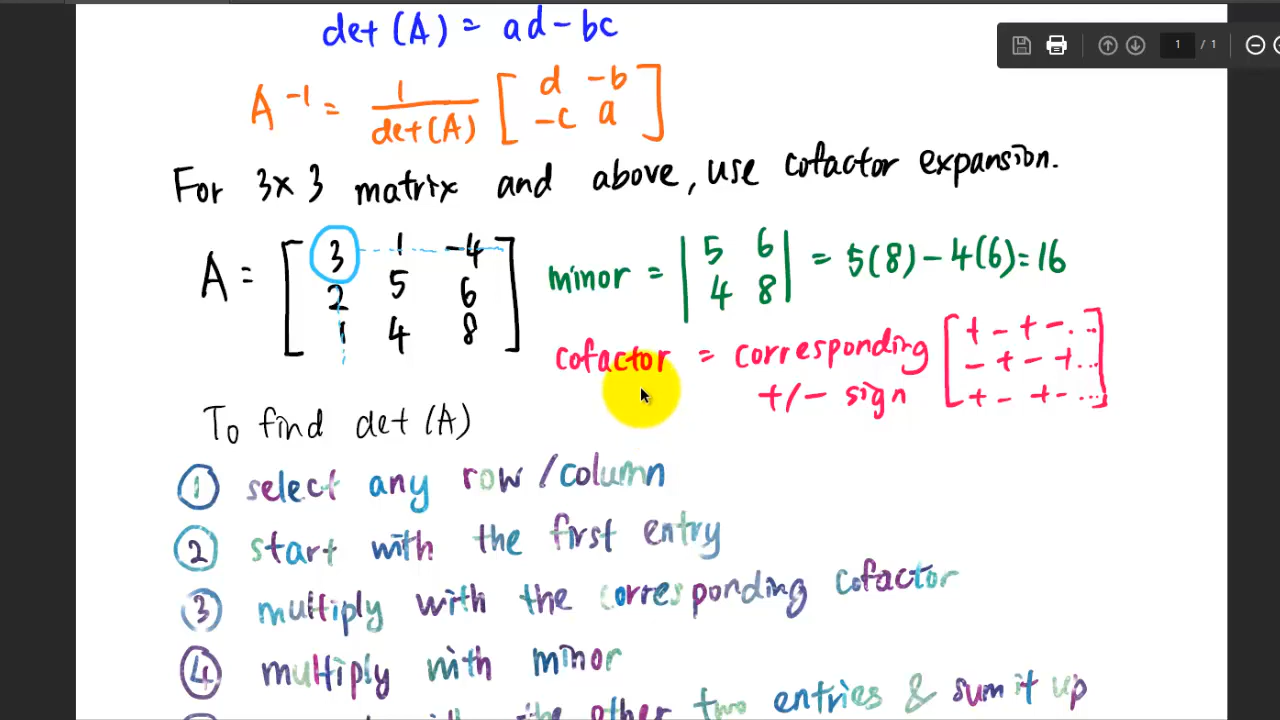 det (A) = ad - bc
A⁻¹ = 1/det(A) [ d -b
-c a ]
For 3x3 matrix and above, use cofactor expansion.
A = [ 3 1 -4
2 5 6
1 4 8 ]
minor = | 5 6
4 8 | = 5(8) - 4(6) = 16
cofactor = corresponding
+/- sign
[ + - + - ...
- + - + ...
+ - + - ... ]
To find det (A)
① select any row /column
② start with the first entry
③ multiply with the corresponding cofactor
④ multiply with minor
the other two entries & sum it up
1 / 1